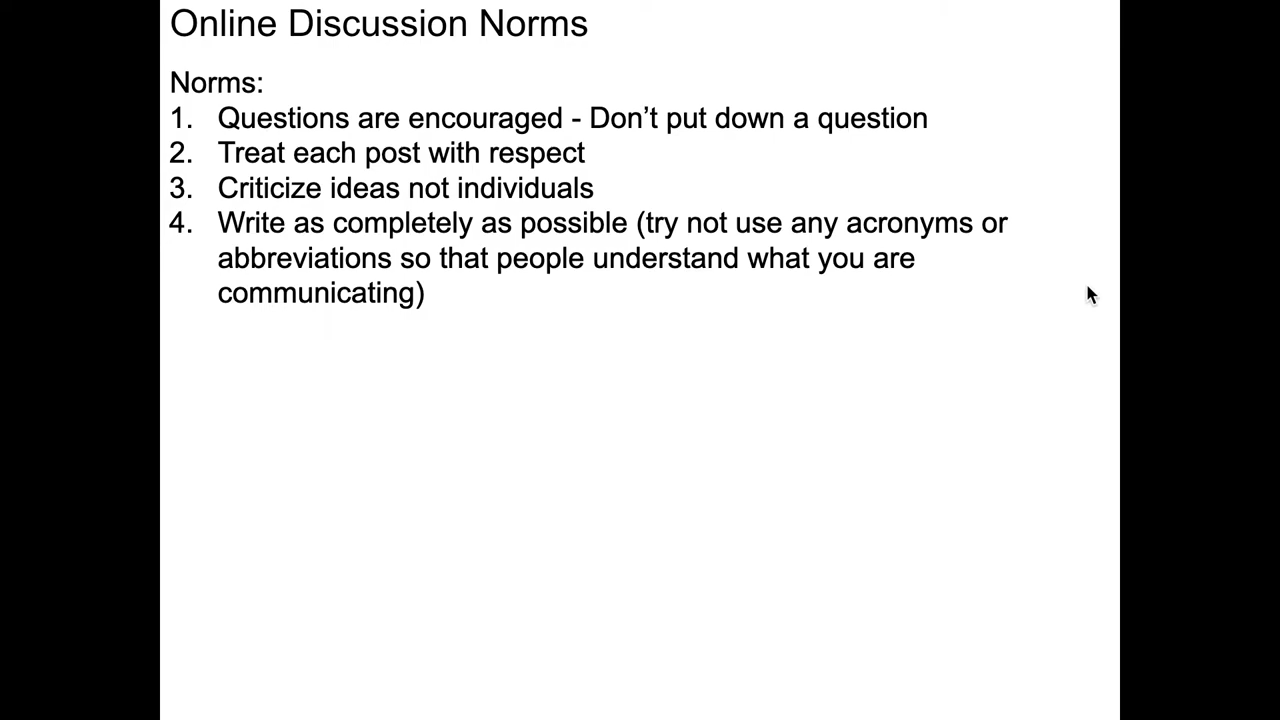 Online Discussion Norms
Norms:
1. Questions are encouraged - Don't put down a question
2. Treat each post with respect
3. Criticize ideas not individuals
4. Write as completely as possible (try not use any acronyms or
abbreviations so that people understand what you are
communicating)